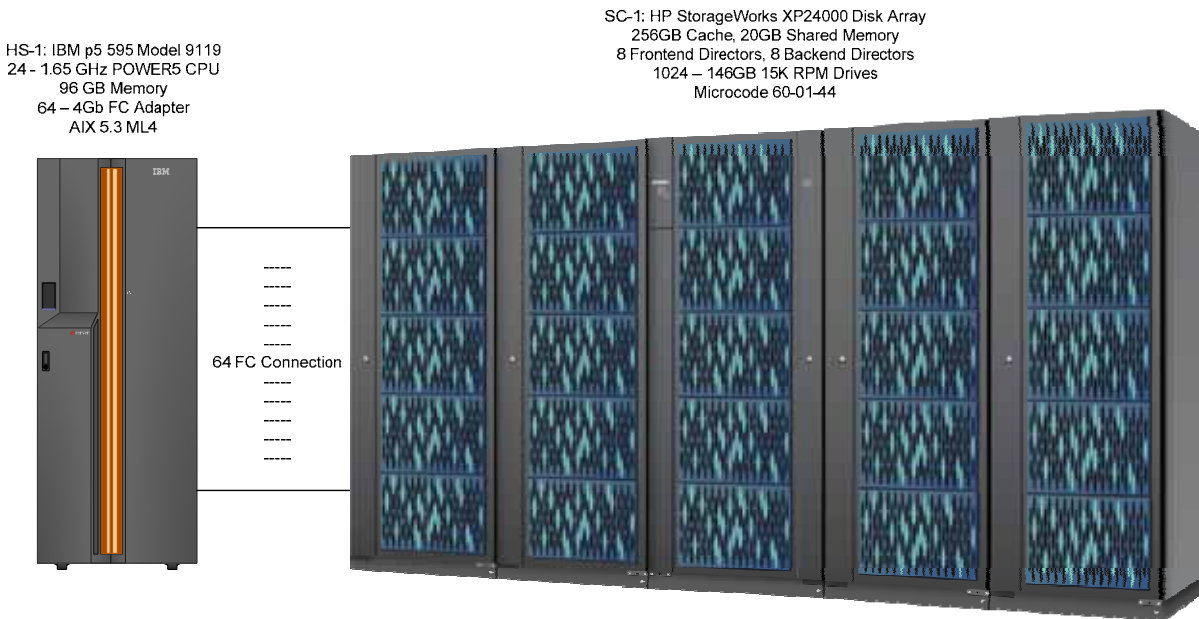 SC-1: HP StorageWorks XP24000 Disk Array
256GB Cache, 20GB Shared Memory
8 Frontend Directors, 8 Backend Directors
1024 – 146GB 15K RPM Drives
Microcode 60-01-44
HS-1: IBM p5 595 Model 9119
24 - 1.65 GHz POWER5 CPU
96 GB Memory
64 – 4Gb FC Adapter
AIX 5.3 ML4
IBM
64 FC Connection